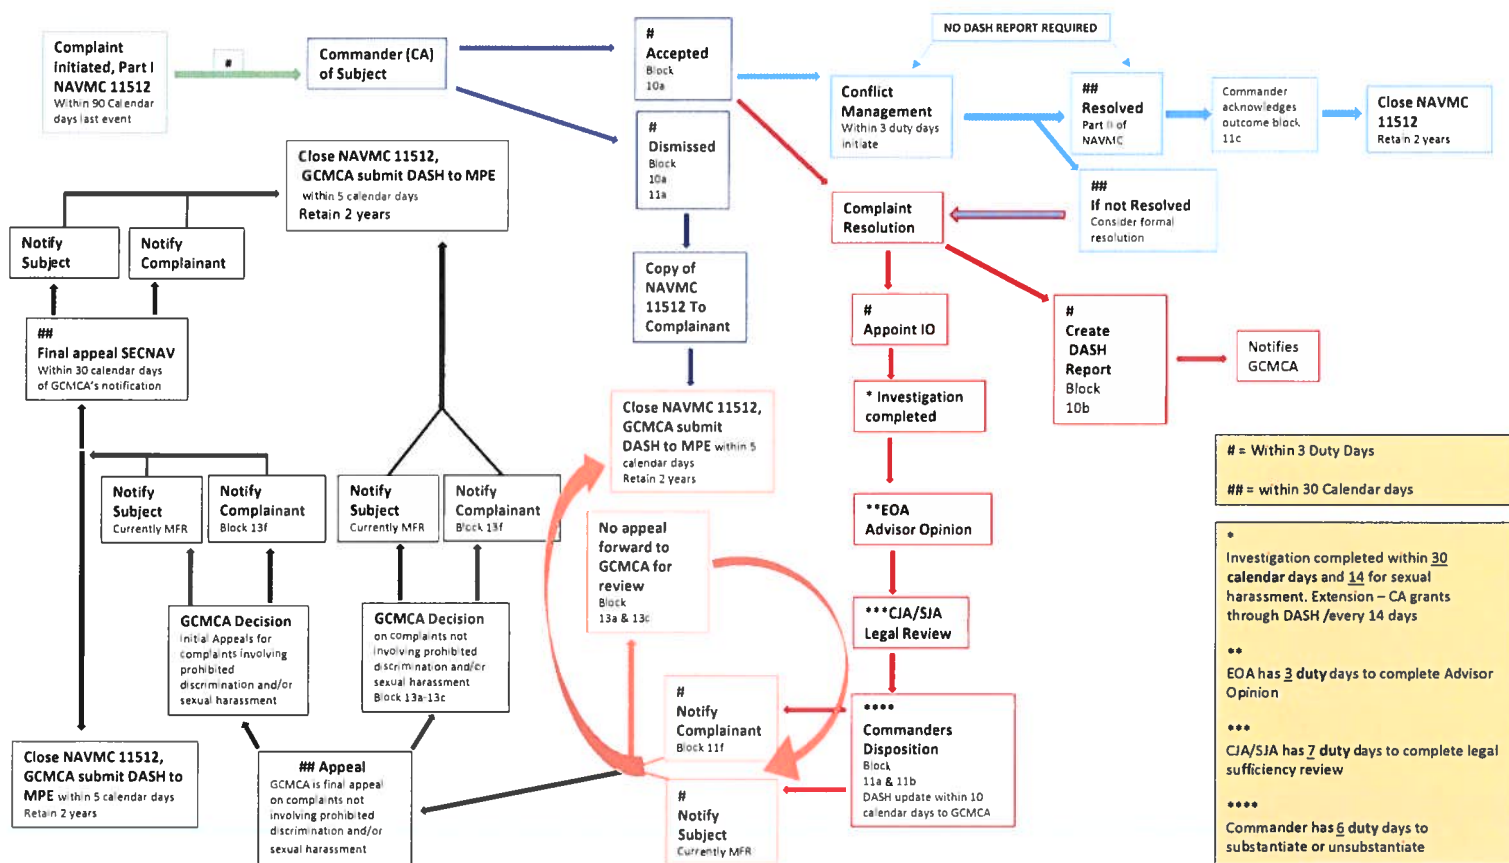 NO DASH REPORT REQUIRED
Complaint
initiated, Part I
NAVMC 11512
Within 90 Calendar
days last event
#
Commander (CA)
of Subject
#
Accepted
Block
10a
Conflict
Management
Within 3 duty days
initiate
##
Resolved
Part II of
NAVMC
Commander
acknowledges
outcome block
11c
Close NAVMC
11512
Retain 2 years
#
Dismissed
Block
10a
11a
Close NAVMC 11512,
GCMCA submit DASH to MPE
within 5 calendar days
Retain 2 years
##
If not Resolved
Consider formal
resolution
Complaint
Resolution
Notify
Subject
Notify
Complainant
Copy of
NAVMC
11512 To
Complainant
#
Appoint IO
#
Create
DASH
Report
Block
10b
Notifies
GCMCA
##
Final appeal SECNAV
Within 30 calendar days
of GCMCA's notification
* Investigation
completed
Close NAVMC 11512,
GCMCA submit
DASH to MPE within 5
calendar days
Retain 2 years
# = Within 3 Duty Days
## = within 30 Calendar days
Notify
Subject
Currently MFR
Notify
Complainant
Block 13f
Notify
Subject
Currently MFR
Notify
Complainant
Block 13f
**EOA
Advisor Opinion
No appeal
forward to
GCMCA for
review
Block
13a & 13c
*
Investigation completed within 30
calendar days and 14 for sexual
harassment. Extension – CA grants
through DASH /every 14 days
**
EOA has 3 duty days to complete Advisor
Opinion
***
CJA/SJA has 7 duty days to complete legal
sufficiency review
****
Commander has 6 duty days to
substantiate or unsubstantiate
GCMCA Decision
Initial Appeals for
complaints involving
prohibited
discrimination and/or
sexual harassment
GCMCA Decision
on complaints not
involving prohibited
discrimination and/or
sexual harassment
Block 13a-13c
***CJA/SJA
Legal Review
#
Notify
Complainant
Block 11f
****
Commanders
Disposition
Block
11a & 11b
DASH update within 10
calendar days to GCMCA
Close NAVMC 11512,
GCMCA submit DASH to
MPE within 5 calendar days
Retain 2 years
## Appeal
GCMCA is final appeal
on complaints not
involving prohibited
discrimination and/or
sexual harassment
#
Notify
Subject
Currently MFR